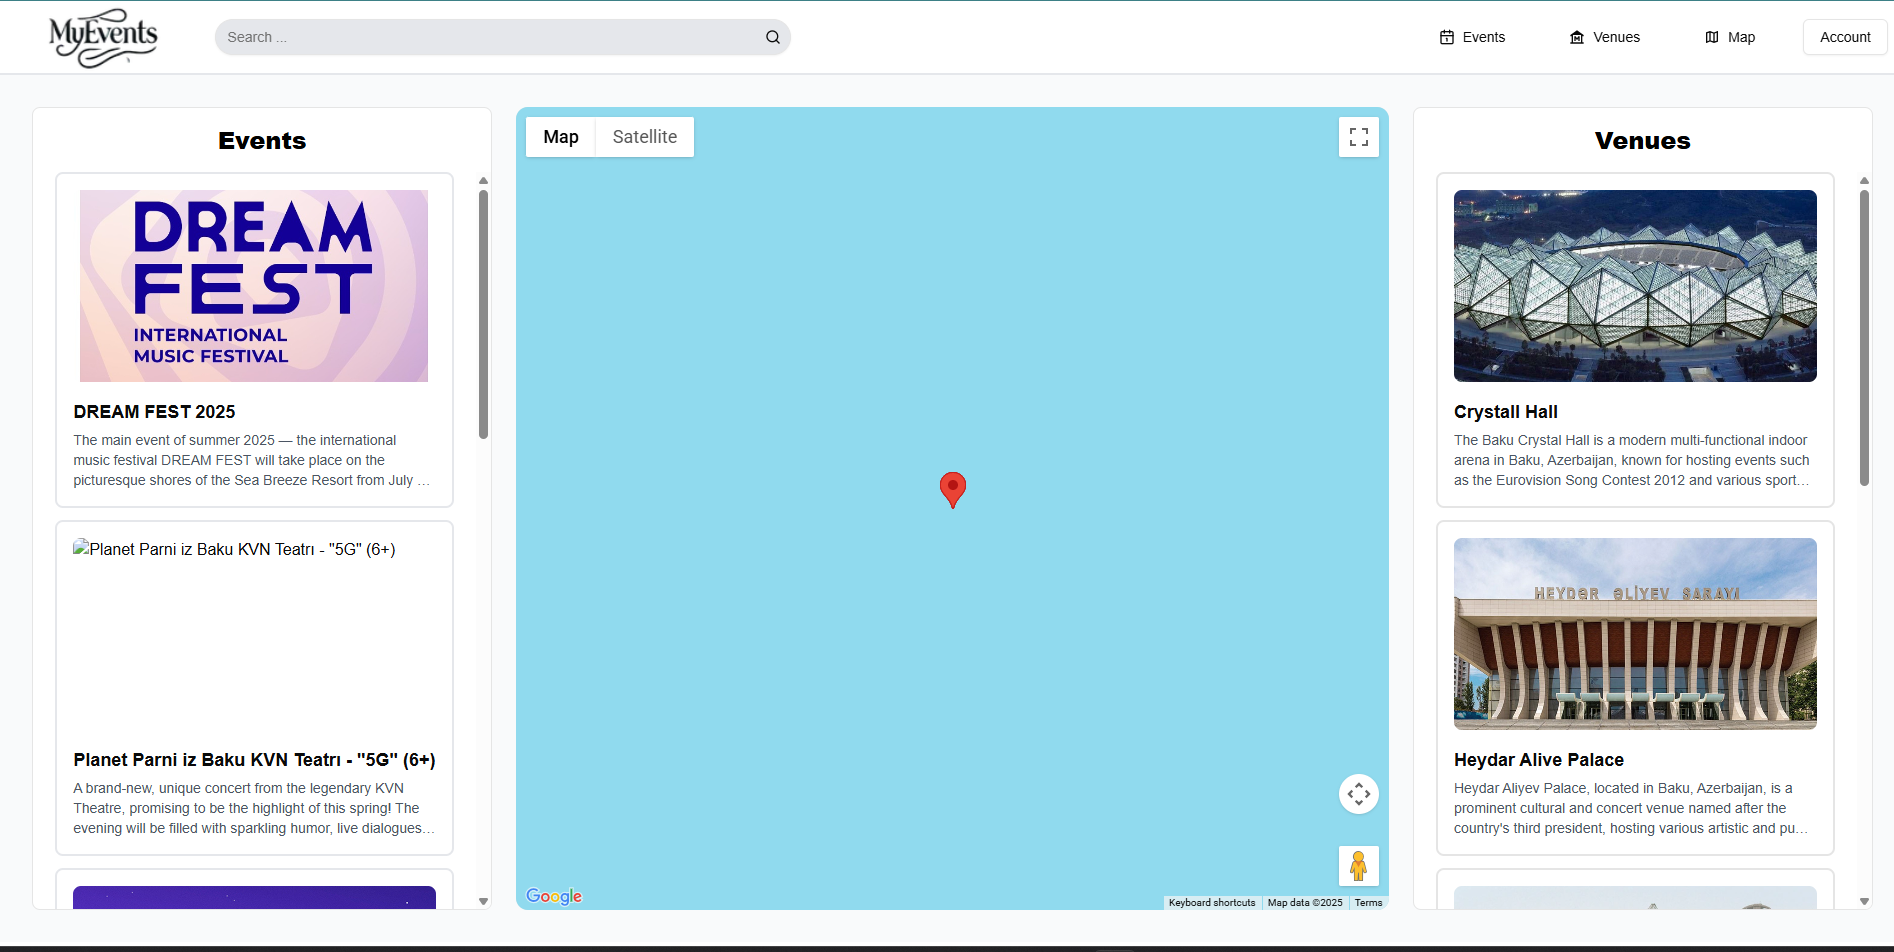 MyEvents
Search ...
Events
Venues
Map
Account
Events
DREAM
FEST
INTERNATIONAL
MUSIC FESTIVAL
DREAM FEST 2025
The main event of summer 2025 — the international
music festival DREAM FEST will take place on the
picturesque shores of the Sea Breeze Resort from July ...
Planet Parni iz Baku KVN Teatrı - "5G" (6+)
Planet Parni iz Baku KVN Teatrı - "5G" (6+)
A brand-new, unique concert from the legendary KVN
Theatre, promising to be the highlight of this spring! The
evening will be filled with sparkling humor, live dialogues...
Map
Satellite
Google
Keyboard shortcuts
Map data ©2025
Terms
Venues
Crystall Hall
The Baku Crystal Hall is a modern multi-functional indoor
arena in Baku, Azerbaijan, known for hosting events such
as the Eurovision Song Contest 2012 and various sport...
HEYDƏR ƏLİYEV SARAYI
Heydar Alive Palace
Heydar Aliyev Palace, located in Baku, Azerbaijan, is a
prominent cultural and concert venue named after the
country's third president, hosting various artistic and pu...